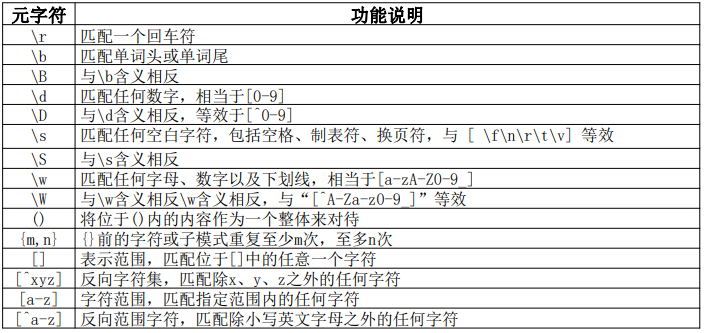 元字符 功能说明
\r 匹配一个回车符
\b 匹配单词头或单词尾
\B 与\b含义相反
\d 匹配任何数字，相当于[0-9]
\D 与\d含义相反，等效于[^0-9]
\s 匹配任何空白字符，包括空格、制表符、换页符，与 [ \f\n\r\t\v] 等效
\S 与\s含义相反
\w 匹配任何字母、数字以及下划线，相当于[a-zA-Z0-9_]
\W 与\w含义相反\w含义相反，与“[^A-Za-z0-9_]”等效
() 将位于()内的内容作为一个整体来对待
{m,n} {}前的字符或子模式重复至少m次，至多n次
[] 表示范围，匹配位于[]中的任意一个字符
[^xyz] 反向字符集，匹配除x、y、z之外的任何字符
[a-z] 字符范围，匹配指定范围内的任何字符
[^a-z] 反向范围字符，匹配除小写英文字母之外的任何字符